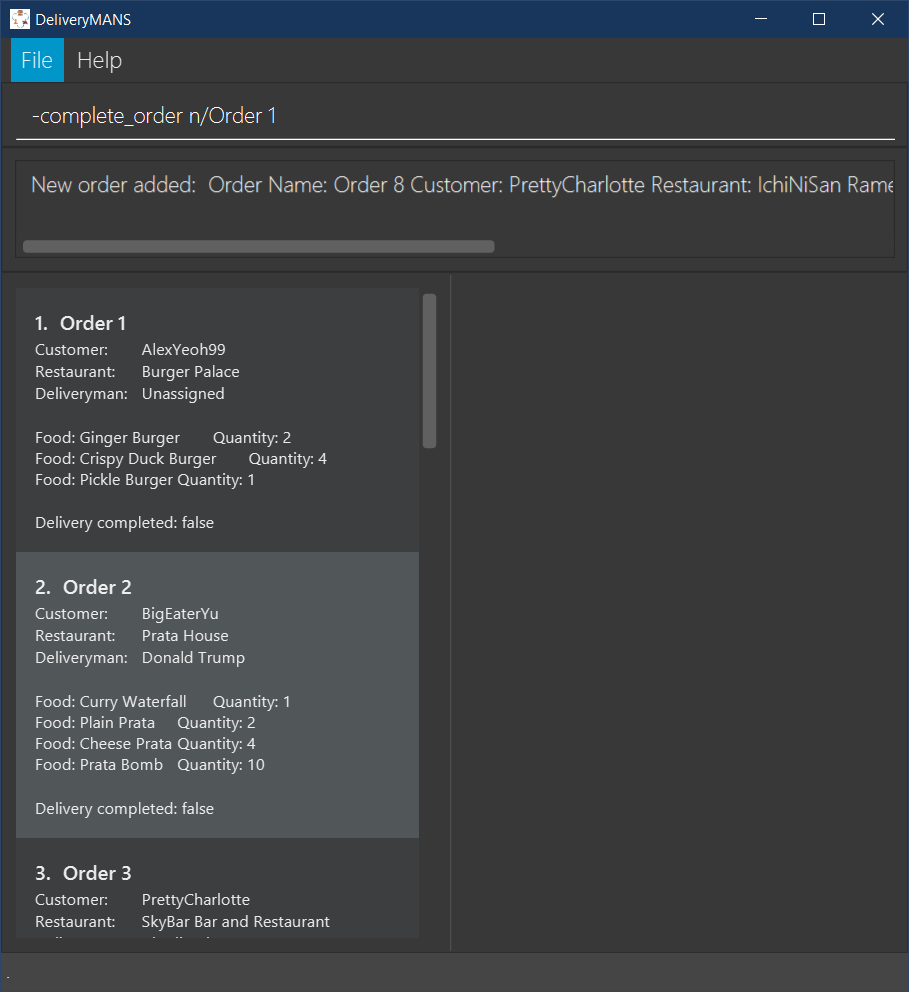 DeliveryMANS
File Help
-complete_order n/Order 1
New order added: Order Name: Order 8 Customer: PrettyCharlotte Restaurant: IchiNiSan Rame
1. Order 1
Customer: AlexYeoh99
Restaurant: Burger Palace
Deliveryman: Unassigned
Food: Ginger Burger Quantity: 2
Food: Crispy Duck Burger Quantity: 4
Food: Pickle Burger Quantity: 1
Delivery completed: false
2. Order 2
Customer: BigEaterYu
Restaurant: Prata House
Deliveryman: Donald Trump
Food: Curry Waterfall Quantity: 1
Food: Plain Prata Quantity: 2
Food: Cheese Prata Quantity: 4
Food: Prata Bomb Quantity: 10
Delivery completed: false
3. Order 3
Customer: PrettyCharlotte
Restaurant: SkyBar Bar and Restaurant
.